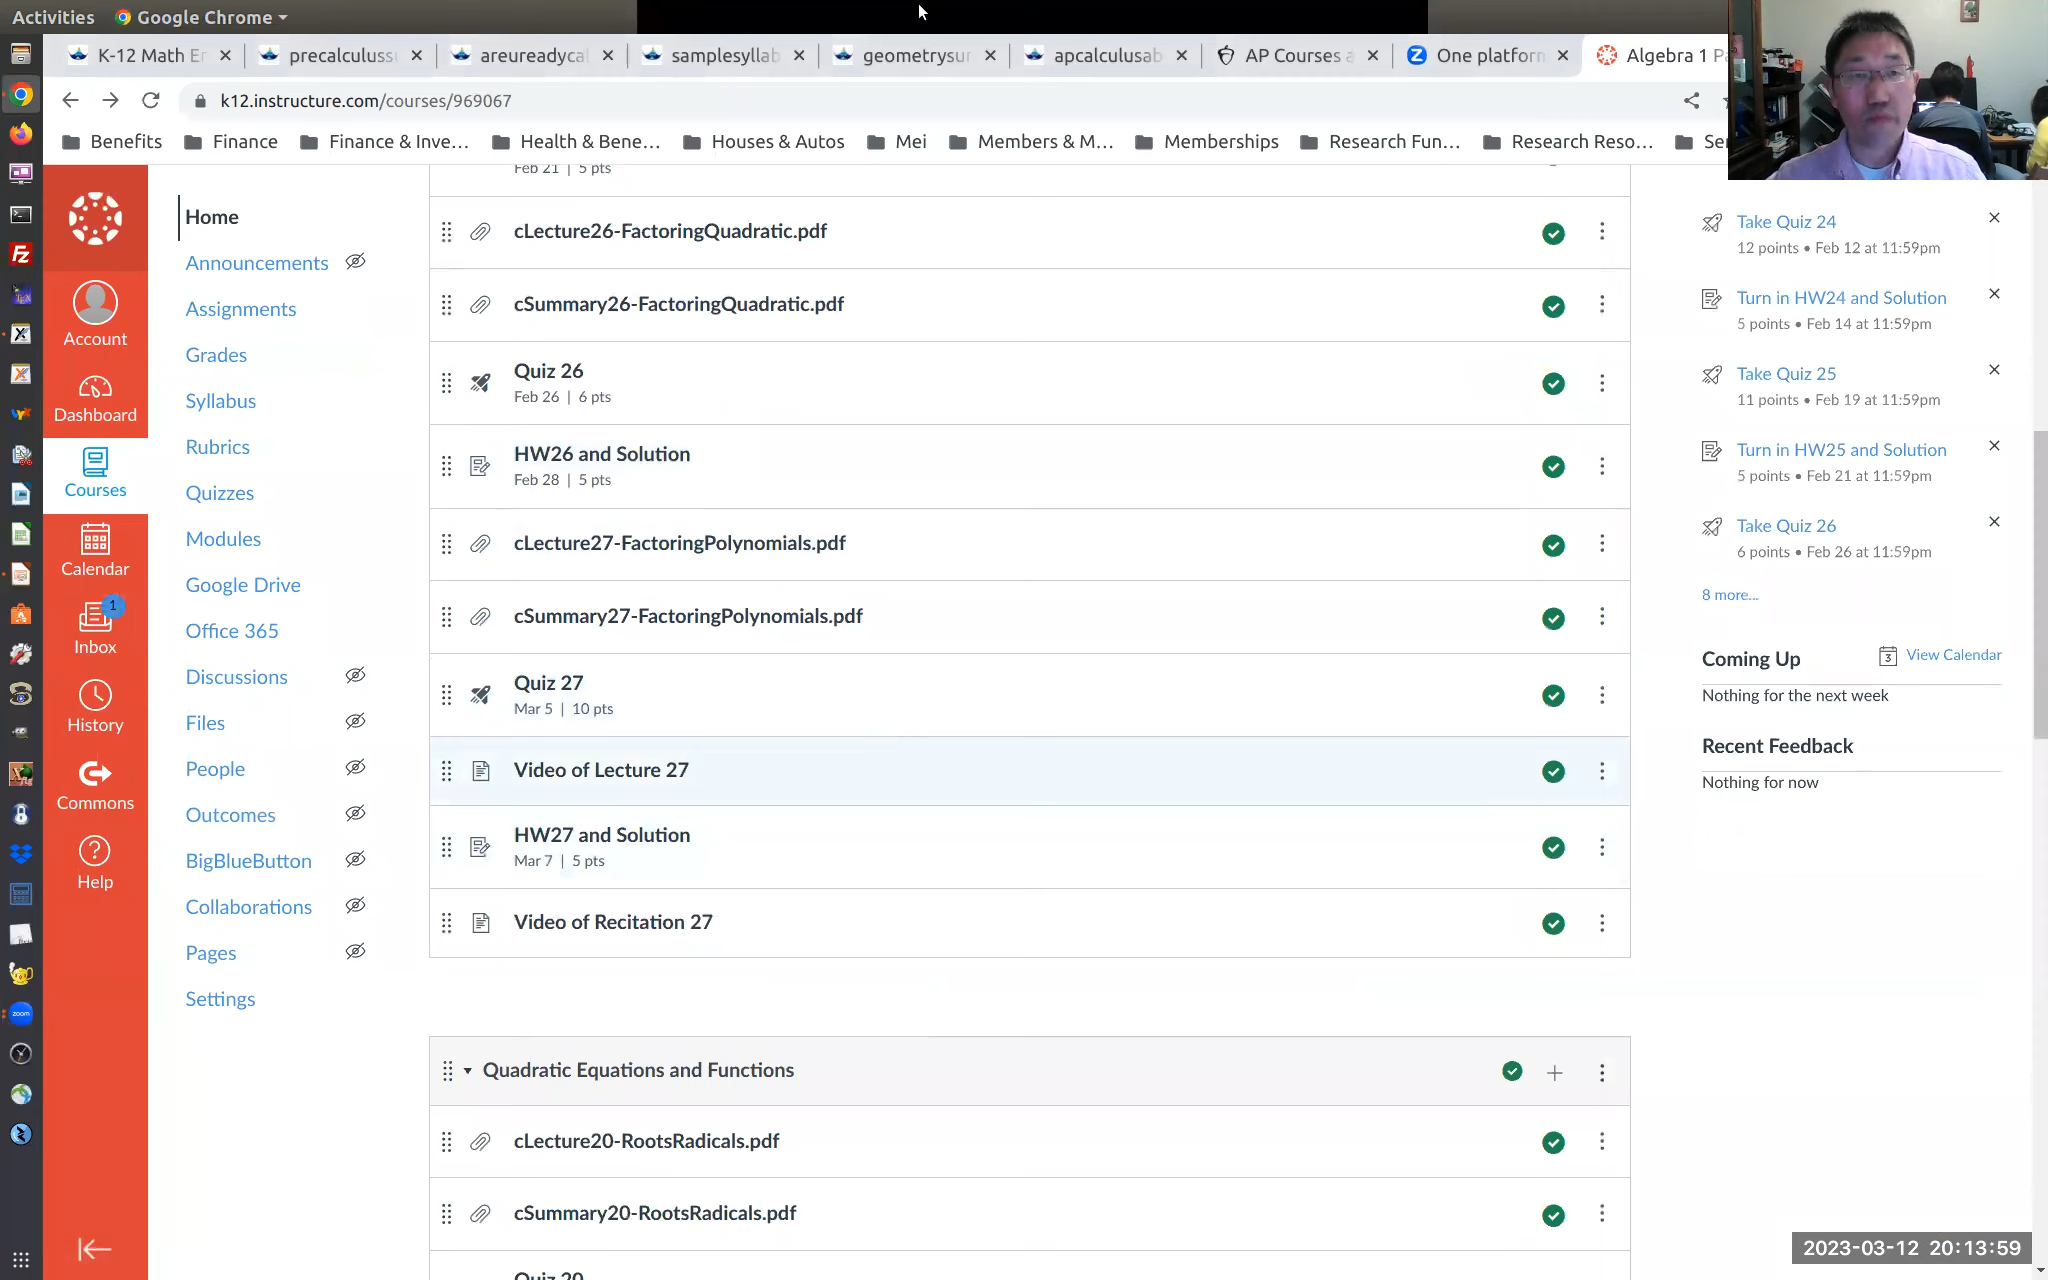 Activities
Google Chrome
K-12 Math Er
precalculuss
areureadycal
samplesyllab
geometrysur
apcalculusab
AP Courses a
One platform
Algebra 1 Pa
k12.instructure.com/courses/969067
Benefits
Finance
Finance & Inve...
Health & Bene...
Houses & Autos
Mei
Members & M...
Memberships
Research Fun...
Research Reso...
Ser
Account
Dashboard
Courses
Calendar
1
Inbox
History
Commons
Help
zoom
Home
Announcements
Assignments
Grades
Syllabus
Rubrics
Quizzes
Modules
Google Drive
Office 365
Discussions
Files
People
Outcomes
BigBlueButton
Collaborations
Pages
Settings
Feb 21 | 5 pts
cLecture26-FactoringQuadratic.pdf
cSummary26-FactoringQuadratic.pdf
Quiz 26
Feb 26 | 6 pts
HW26 and Solution
Feb 28 | 5 pts
cLecture27-FactoringPolynomials.pdf
cSummary27-FactoringPolynomials.pdf
Quiz 27
Mar 5 | 10 pts
Video of Lecture 27
HW27 and Solution
Mar 7 | 5 pts
Video of Recitation 27
Quadratic Equations and Functions
cLecture20-RootsRadicals.pdf
cSummary20-RootsRadicals.pdf
Quiz 20
Take Quiz 24
12 points • Feb 12 at 11:59pm
Turn in HW24 and Solution
5 points • Feb 14 at 11:59pm
Take Quiz 25
11 points • Feb 19 at 11:59pm
Turn in HW25 and Solution
5 points • Feb 21 at 11:59pm
Take Quiz 26
6 points • Feb 26 at 11:59pm
8 more...
Coming Up
3
View Calendar
Nothing for the next week
Recent Feedback
Nothing for now
2023-03-12 20:13:59